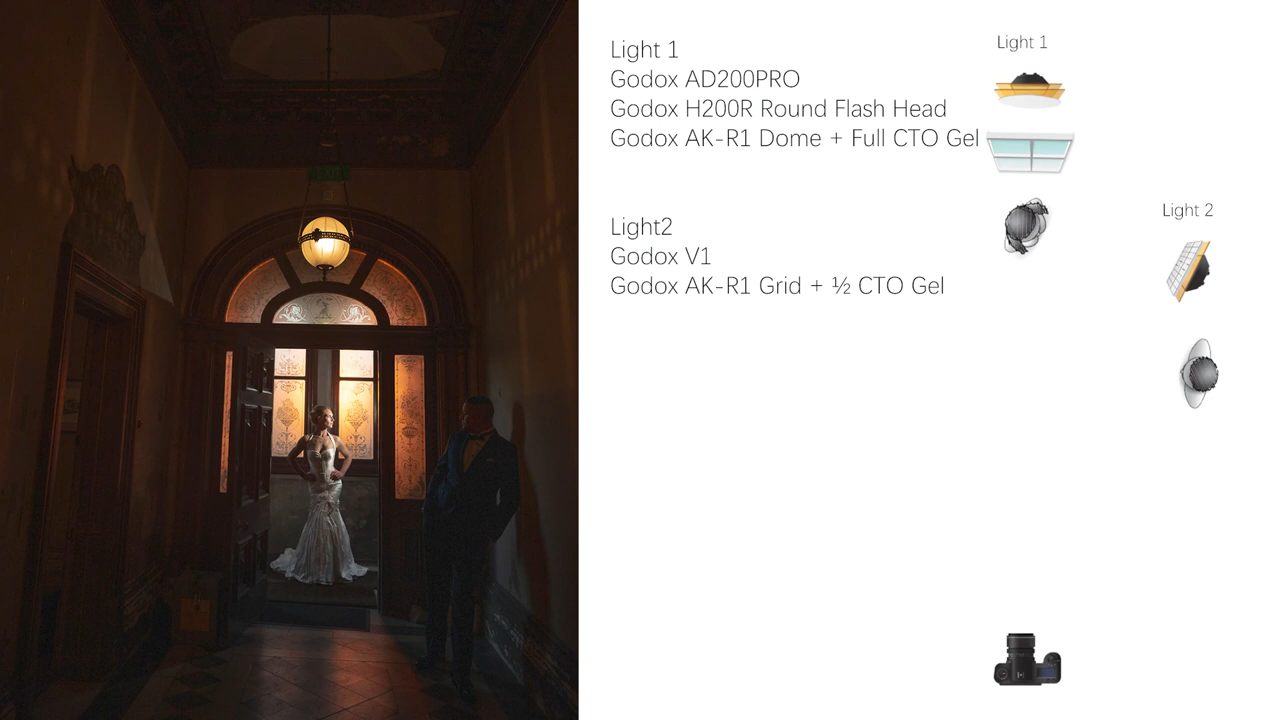 Light 1
Godox AD200PRO
Godox H200R Round Flash Head
Godox AK-R1 Dome + Full CTO Gel
Light2
Godox V1
Godox AK-R1 Grid + ½ CTO Gel
Light 1
Light 2
EXIT